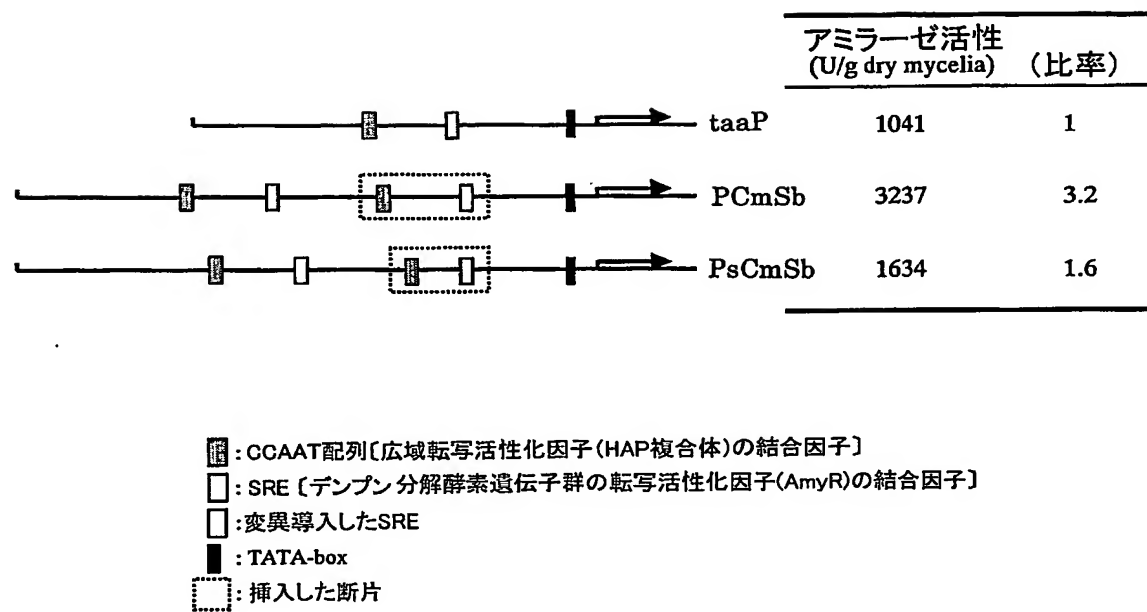 アミラーゼ活性
(U/g dry mycelia) (比率)
taaP 1041 1
PCmSb 3237 3.2
PsCmSb 1634 1.6
:CCAAT配列〔広域転写活性化因子(HAP複合体)の結合因子〕
:SRE〔デンプン分解酵素遺伝子群の転写活性化因子(AmyR)の結合因子〕
:変異導入したSRE
:TATA-box
:挿入した断片